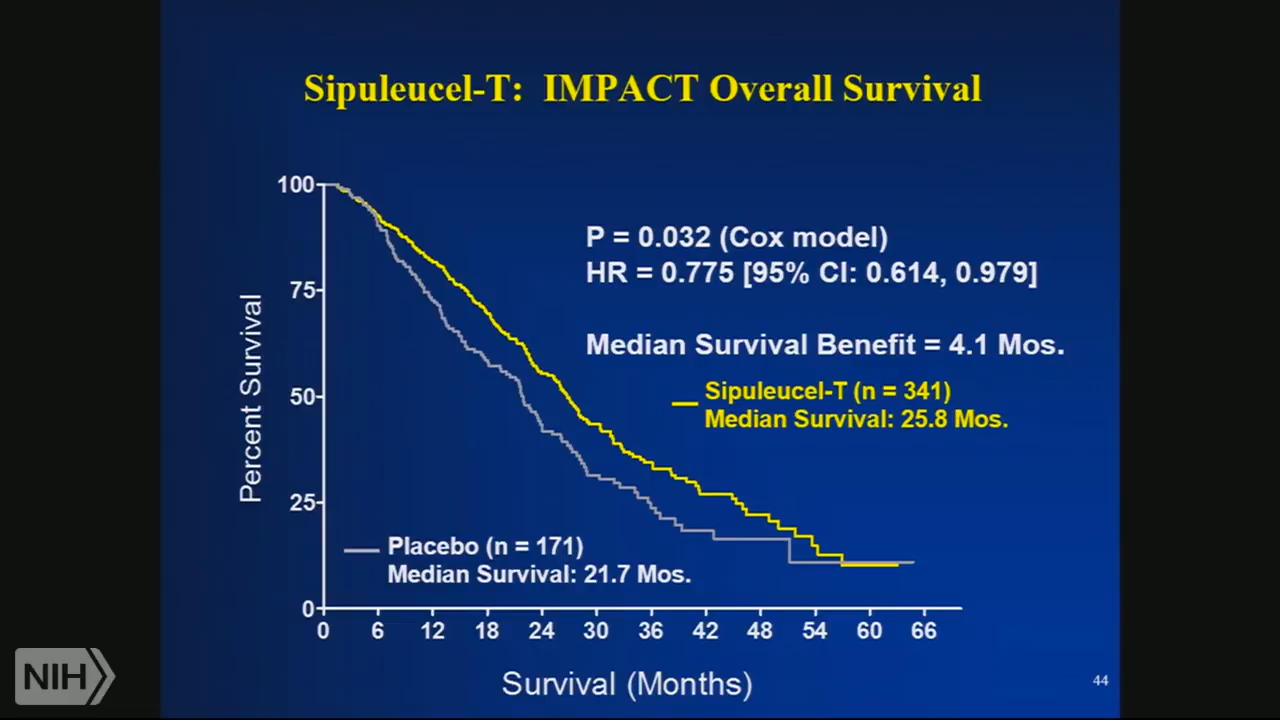 Sipuleucel-T: IMPACT Overall Survival
P = 0.032 (Cox model)
HR = 0.775 [95% CI: 0.614, 0.979]
Median Survival Benefit = 4.1 Mos.
Sipuleucel-T (n = 341)
Median Survival: 25.8 Mos.
Placebo (n = 171)
Median Survival: 21.7 Mos.
Percent Survival
100
75
50
25
0
0 6 12 18 24 30 36 42 48 54 60 66
Survival (Months)
NIH
44